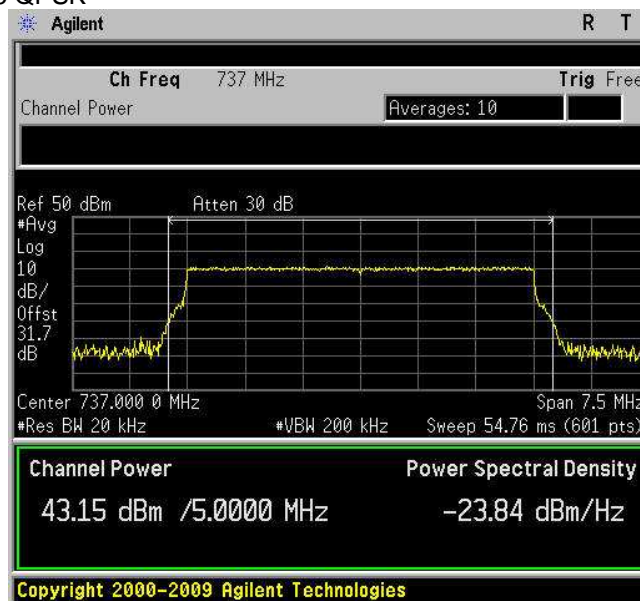 QPSK
Agilent R T
Ch Freq 737 MHz Trig Free
Channel Power Averages: 10
Ref 50 dBm Atten 30 dB
#Avg
Log
10
dB/
Offst
31.7
dB
Center 737.000 0 MHz Span 7.5 MHz
#Res BW 20 kHz #VBW 200 kHz Sweep 54.76 ms (601 pts)
Channel Power Power Spectral Density
43.15 dBm /5.0000 MHz -23.84 dBm/Hz
Copyright 2000-2009 Agilent Technologies